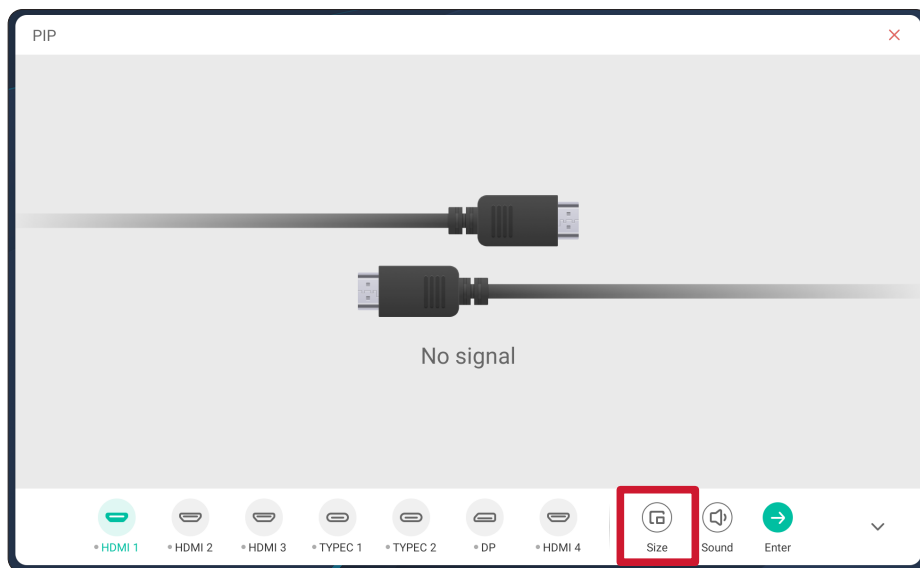 PIP
No signal
HDMI 1
HDMI 2
HDMI 3
TYPEC 1
TYPEC 2
DP
HDMI 4
Size
Sound
Enter